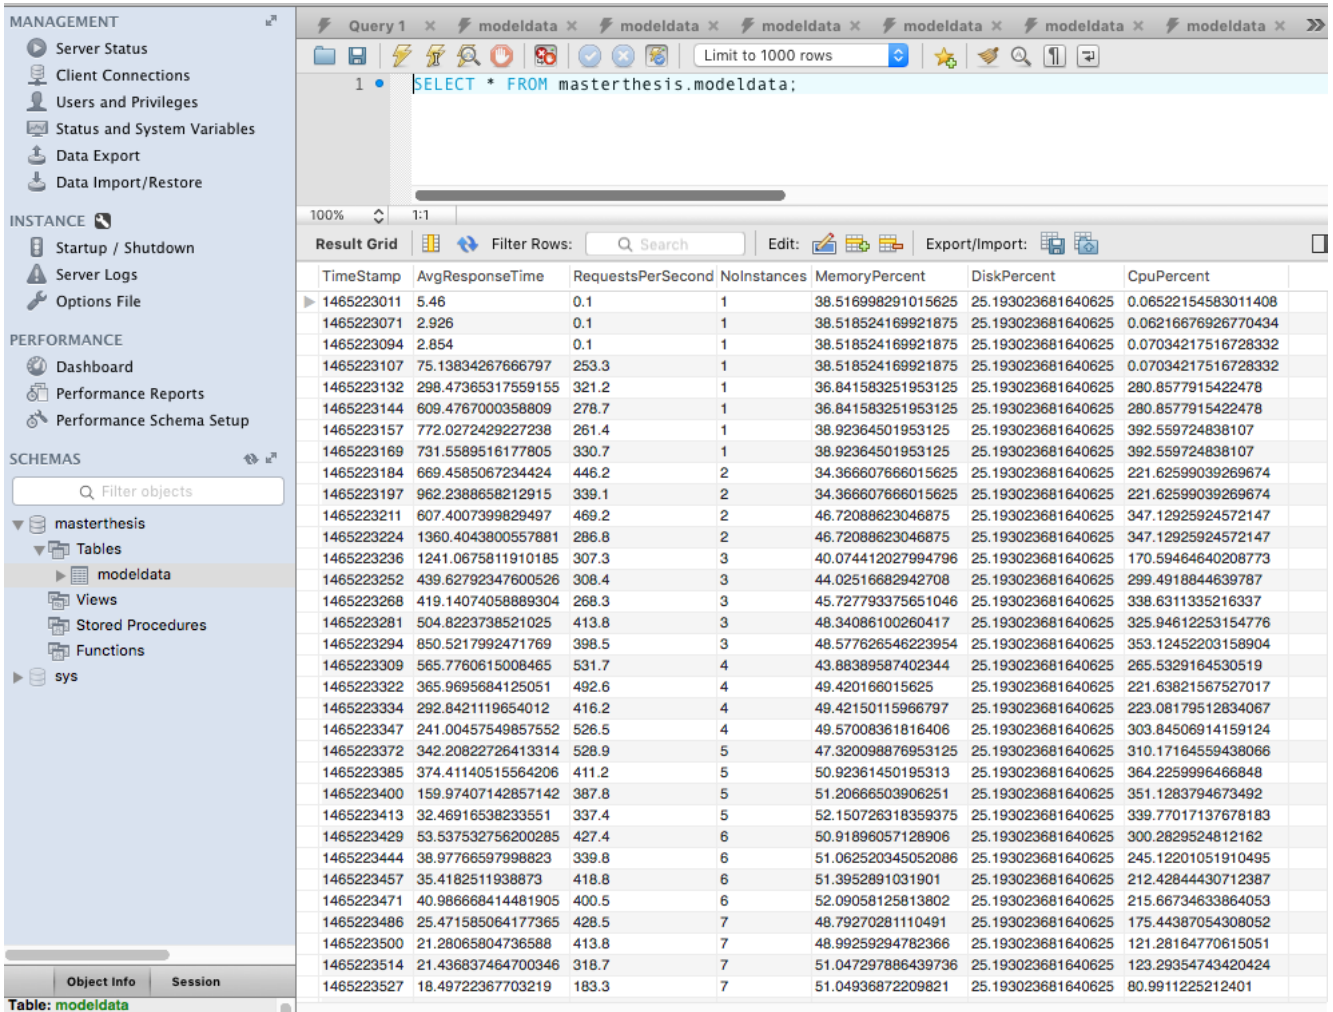 MANAGEMENT
Server Status
Client Connections
Users and Privileges
Status and System Variables
Data Export
Data Import/Restore
INSTANCE
Startup / Shutdown
Server Logs
Options File
PERFORMANCE
Dashboard
Performance Reports
Performance Schema Setup
SCHEMAS
Filter objects
masterthesis
Tables
modeldata
Views
Stored Procedures
Functions
sys
Object Info Session
Table: modeldata
Query 1 modeldata modeldata modeldata modeldata modeldata modeldata
Limit to 1000 rows
1 SELECT * FROM masterthesis.modeldata;
100% 1:1
Result Grid Filter Rows: Search Edit: Export/Import:
TimeStamp AvgResponseTime RequestsPerSecond NoInstances MemoryPercent DiskPercent CpuPercent
1465223011 5.46 0.1 1 38.516998291015625 25.193023681640625 0.06522154583011408
1465223071 2.926 0.1 1 38.518524169921875 25.193023681640625 0.06216676926770434
1465223094 2.854 0.1 1 38.518524169921875 25.193023681640625 0.07034217516728332
1465223107 75.13834267666797 253.3 1 38.518524169921875 25.193023681640625 0.07034217516728332
1465223132 298.47365317559155 321.2 1 36.841583251953125 25.193023681640625 280.8577915422478
1465223144 609.4767000358809 278.7 1 36.841583251953125 25.193023681640625 280.8577915422478
1465223157 772.0272429227238 261.4 1 38.92364501953125 25.193023681640625 392.559724838107
1465223169 731.5589516177805 330.7 1 38.92364501953125 25.193023681640625 392.559724838107
1465223184 669.4585067234424 446.2 2 34.366607666015625 25.193023681640625 221.62599039269674
1465223197 962.2388658212915 339.1 2 34.366607666015625 25.193023681640625 221.62599039269674
1465223211 607.4007399829497 469.2 2 46.72088623046875 25.193023681640625 347.12925924572147
1465223224 1360.4043800557881 286.8 2 46.72088623046875 25.193023681640625 347.12925924572147
1465223236 1241.0675811910185 307.3 3 40.074412027994796 25.193023681640625 170.59464640208773
1465223252 439.62792347600526 308.4 3 44.02516682942708 25.193023681640625 299.4918844639787
1465223268 419.14074058889304 268.3 3 45.727793375651046 25.193023681640625 338.6311335216337
1465223281 504.8223738521025 413.8 3 48.34086100260417 25.193023681640625 325.94612253154776
1465223294 850.5217992471769 398.5 3 48.577626546223954 25.193023681640625 353.12452203158904
1465223309 565.7760615008465 531.7 4 43.88389587402344 25.193023681640625 265.5329164530519
1465223322 365.9695684125051 492.6 4 49.420166015625 25.193023681640625 221.63821567527017
1465223334 292.8421119654012 416.2 4 49.42150115966797 25.193023681640625 223.08179512834067
1465223347 241.00457549857552 526.5 4 49.57008361816406 25.193023681640625 303.84506914159124
1465223372 342.20822726413314 528.9 5 47.320098876953125 25.193023681640625 310.17164559438066
1465223385 374.41140515564206 411.2 5 50.92361450195313 25.193023681640625 364.2259996466848
1465223400 159.97407142857142 387.8 5 51.20666503906251 25.193023681640625 351.1283794673492
1465223413 32.46916538233551 337.4 5 52.150726318359375 25.193023681640625 339.77017137678183
1465223429 53.537532756200285 427.4 6 50.91896057128906 25.193023681640625 300.2829524812162
1465223444 38.97766597998823 339.8 6 51.062520345052086 25.193023681640625 245.12201051910495
1465223457 35.4182511938873 418.8 6 51.3952891031901 25.193023681640625 212.42844430712387
1465223471 40.986668414481905 400.5 6 52.09058125813802 25.193023681640625 215.66734633864053
1465223486 25.471585064177365 428.5 7 48.79270281110491 25.193023681640625 175.443870543080​52
1465223500 21.28065804736588 413.8 7 48.99259294782366 25.193023681640625 121.28164770615051
1465223514 21.436837464700346 318.7 7 51.047297886439736 25.193023681640625 123.29354743420424
1465223527 18.49722367703219 183.3 7 51.04936872209821 25.193023681640625 80.9911225212401